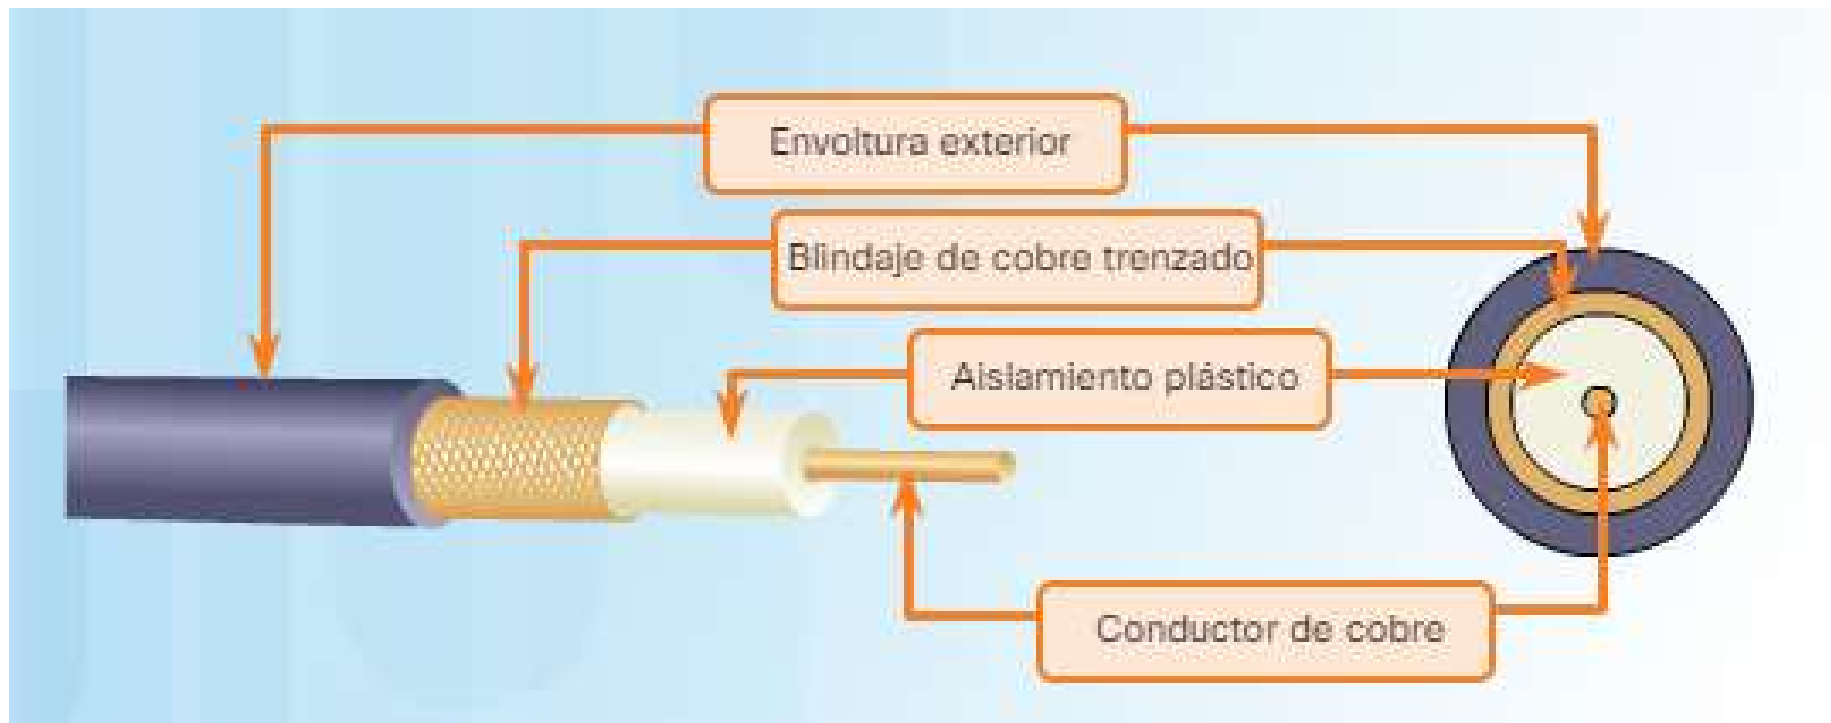 Envoltura exterior
Blindaje de cobre trenzado
Aislamiento plástico
Conductor de cobre